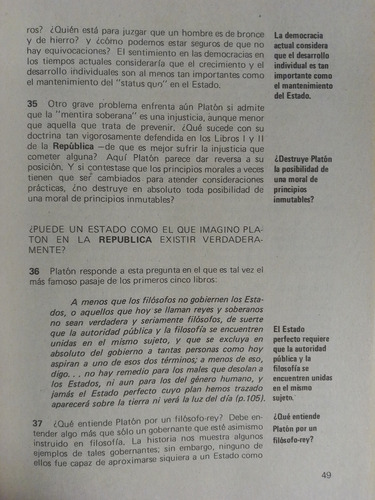 ros? ¿Quién está para juzgar que un hombre es de bronce
y de hierro? y ¿cómo podemos estar seguros de que no
hay equivocaciones? El sentimiento en las democracias en
los tiempos actuales consideraría que el crecimiento y el
desarrollo individuales son al menos tan importantes como
el mantenimiento del "status qun" en el Estado.
La democracia
actual considera
que el desarrollo
individual es tan
importante como
el mantenimiento
del Estado.
35 Otro grave problema enfrenta aún Platón si admite
que la "mentira soberana" es una injusticia, aunque menor
que aquella que trata de prevenir. ¿Qué sucede con su
doctrina tan vigorosamente defendida en los Libros I y II
de la República —de que es mejor sufrir la injusticia que
cometer alguna? Aquí Platón parece dar reversa a su
posición. Y si contestase que los principios morales a veces
tienen que ser cambiados para atender consideraciones
prácticas, ¿no destruye en absoluto toda posibilidad de
una moral de principios inmutables?
¿Destruye Platón
la posibilidad de
una moral de
principios
inmutables?
¿PUEDE UN ESTADO COMO EL QUE IMAGINO PLA-
TON EN LA REPUBLICA EXISTIR VERDADERA-
MENTE?
36 Platón responde a esta pregunta en el que es tal vez el
más famoso pasaje de los primeros cinco libros:
A menos que los filósofos no gobiernen los Esta-
dos, o aquellos que hoy se llaman reyes y soberanos
no sean verdadera y seriamente filósofos, de suerte
que la autoridad pública y la filosofía se encuentren
unidas en el mismo sujeto, y que se excluya en
absoluto del gobierno a tantas personas como hoy
aspiran a uno de esos dos términos; a menos de eso,
digo. . . no hay remedio para los males que desolan a
los Estados, ni aun para los del género humano, y
jamás el Estado perfecto cuyo plan hemos trazado
aparecerá sobre la tierra ni verá la luz del día (p.105).
El Estado
perfecto requiere
que la autoridad
pública y la
filosofía se
encuentren unidas
en el mismo
sujeto.
37 ¿Qué entiende Platón por un filósofo-rey? Debe en-
tender algo más que sólo un gobernante que esté asimismo
instruido en filosofía. La historia nos muestra algunos
ejemplos de tales gobernantes; sin embargo, ninguno de
ellos fue capaz de aproximarse siquiera a un Estado como
¿Qué entiende
Platón por un
filósofo-rey?
49